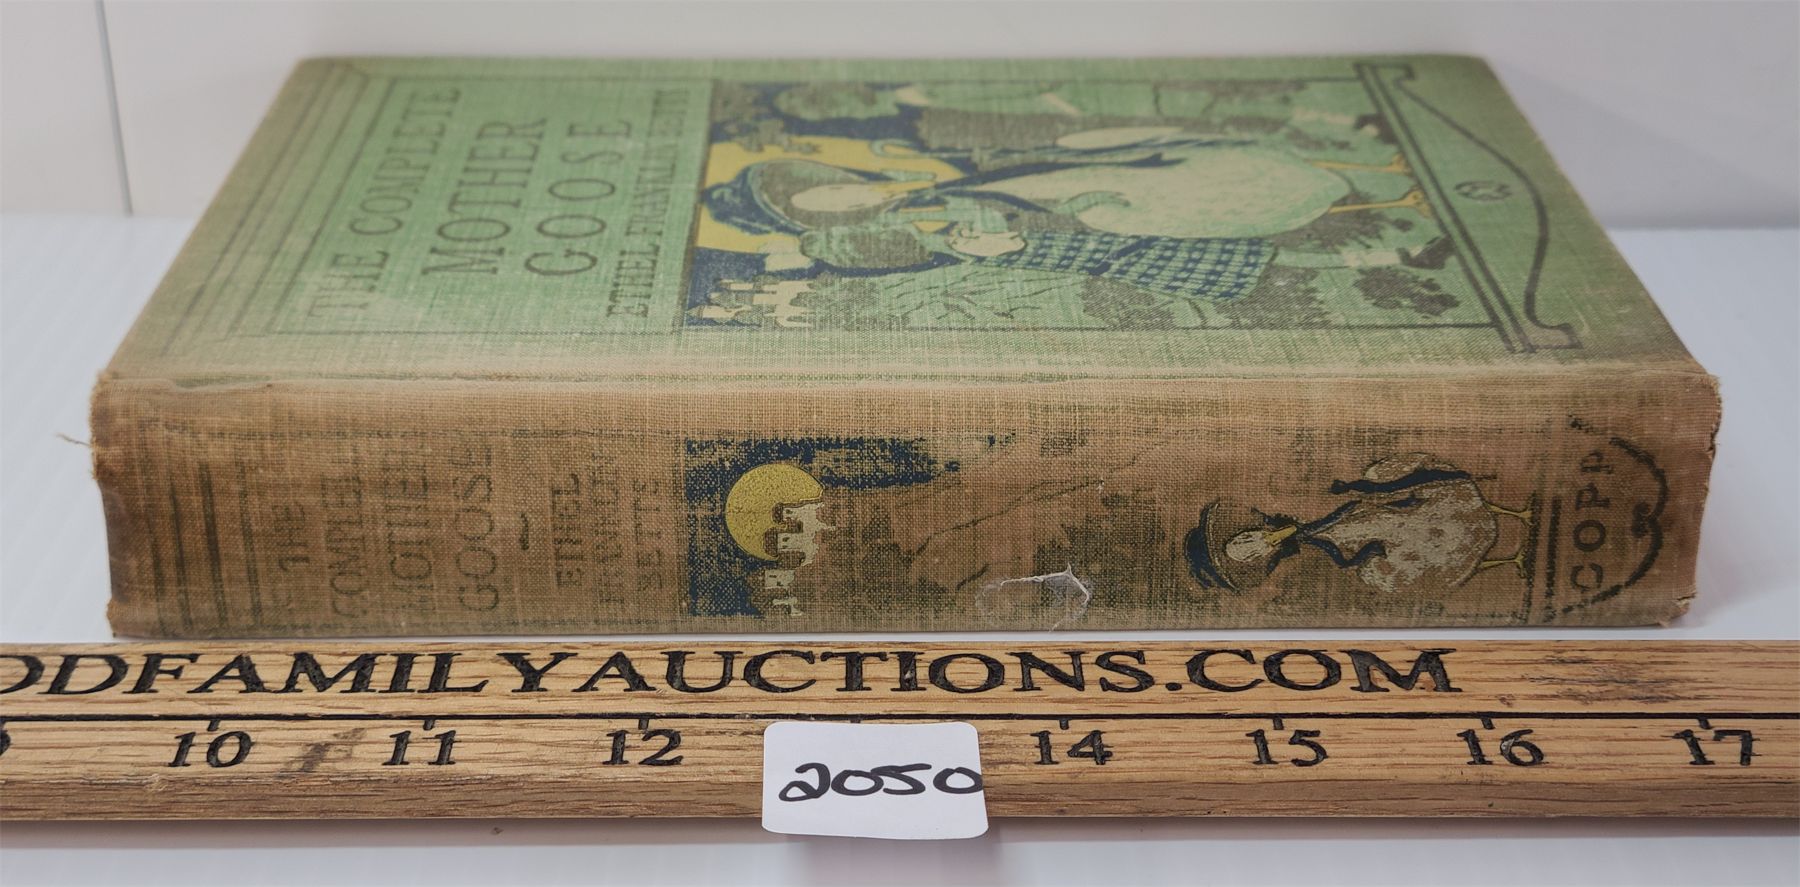 THE COMPLETE
MOTHER
GOOSE
ETHEL FRANKLIN BETTS
THE
COMPLETE
MOTHER
GOOSE
ETHEL
FRANKLIN
BETTS
COPP
ODFAMILYAUCTIONS.COM
10 11 12 14 15 16 17
2050